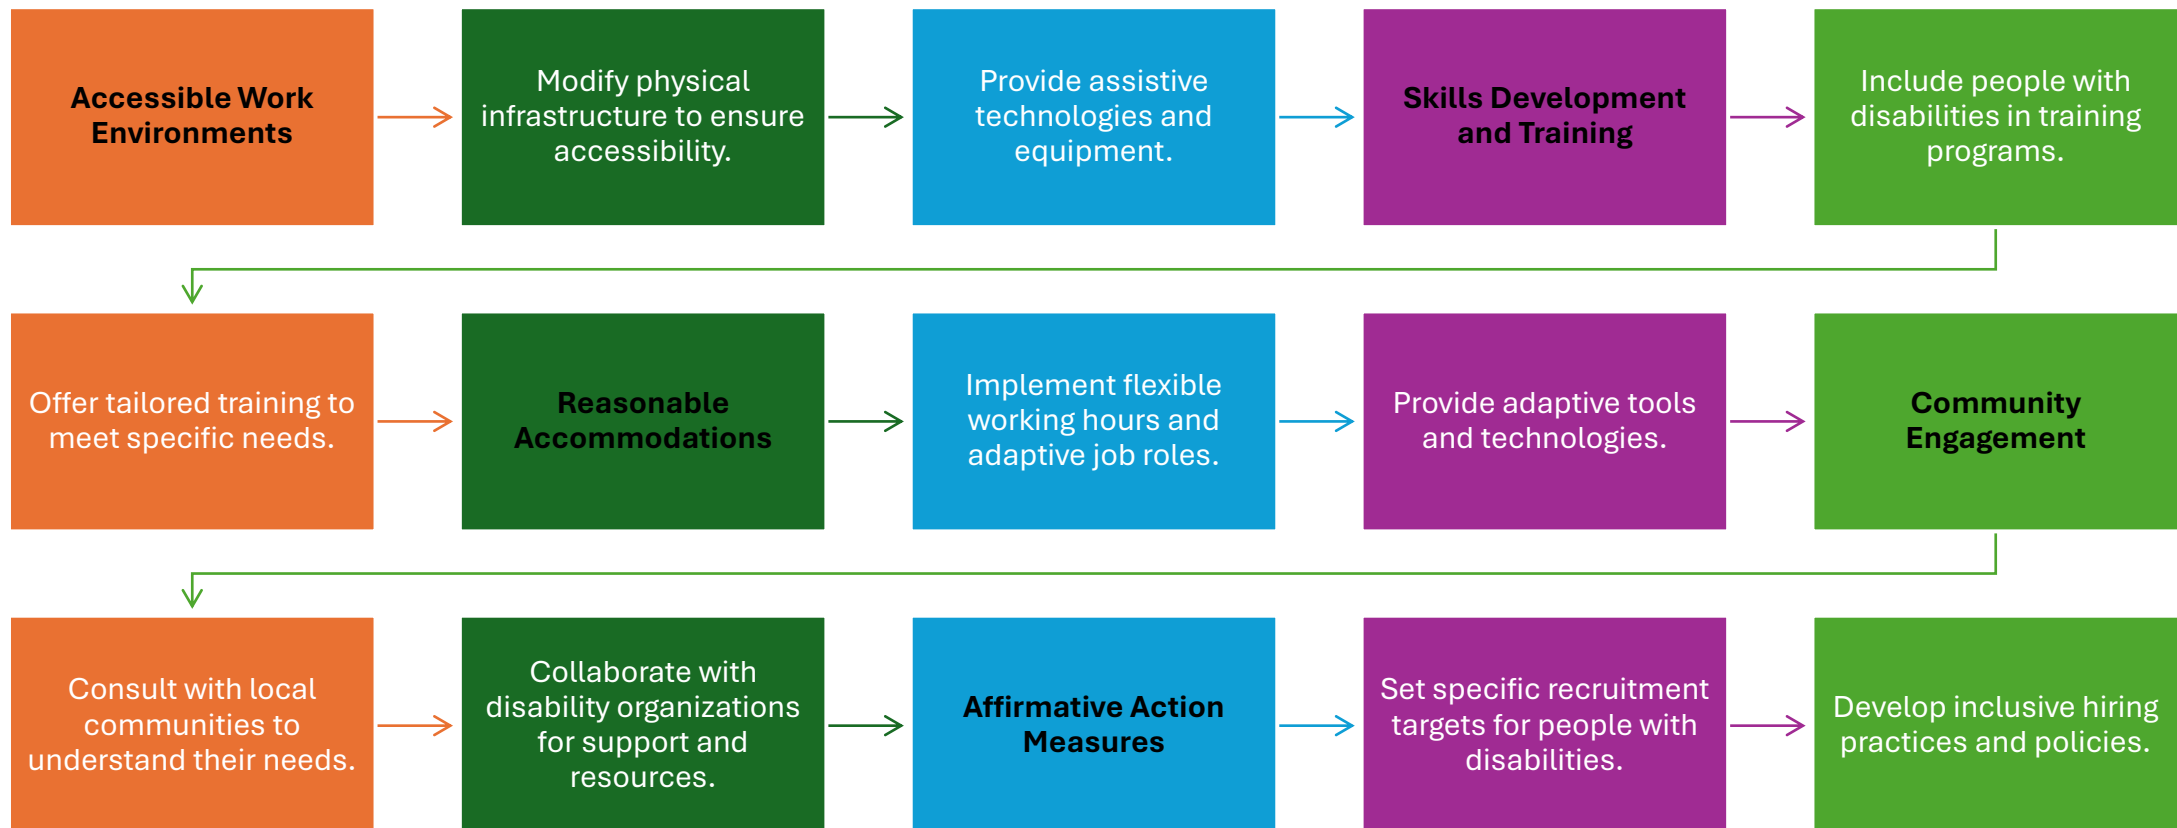 Accessible Work
Environments
Modify physical
infrastructure to ensure
accessibility.
Provide assistive
technologies and
equipment.
Skills Development
and Training
Include people with
disabilities in training
programs.
Offer tailored training to
meet specific needs.
Reasonable
Accommodations
Implement flexible
working hours and
adaptive job roles.
Provide adaptive tools
and technologies.
Community
Engagement
Consult with local
communities to
understand their needs.
Collaborate with
disability organizations
for support and
resources.
Affirmative Action
Measures
Set specific recruitment
targets for people with
disabilities.
Develop inclusive hiring
practices and policies.